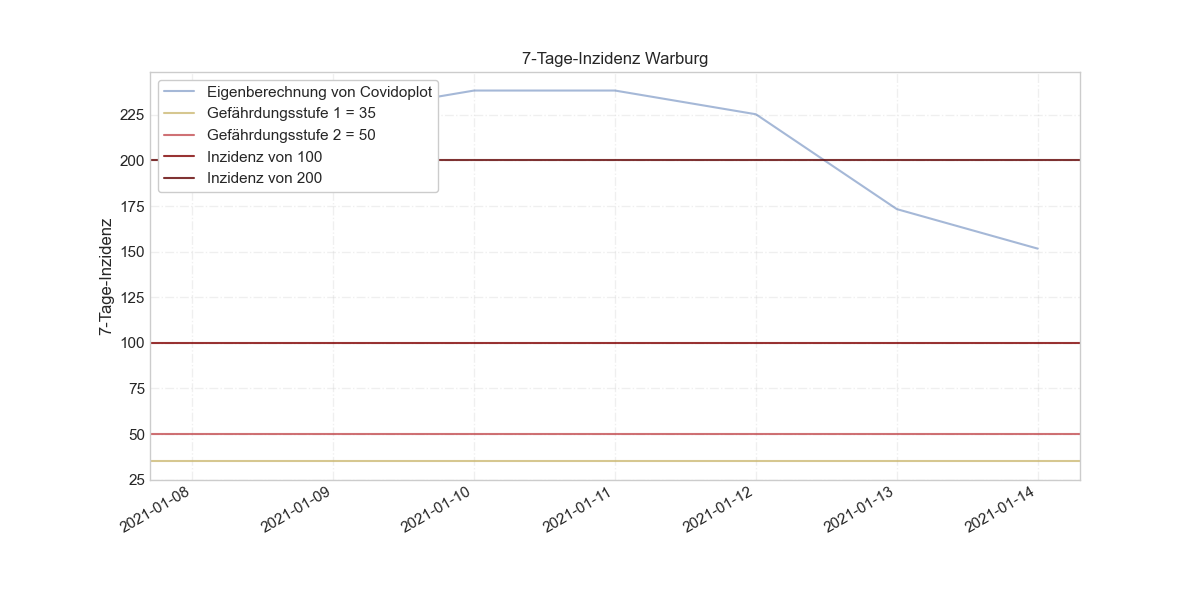 7-Tage-Inzidenz Warburg
Eigenberechnung von Covidoplot
Gefährdungsstufe 1 = 35
Gefährdungsstufe 2 = 50
Inzidenz von 100
Inzidenz von 200
7-Tage-Inzidenz
225
200
175
150
125
100
75
50
25
2021-01-08
2021-01-09
2021-01-10
2021-01-11
2021-01-12
2021-01-13
2021-01-14